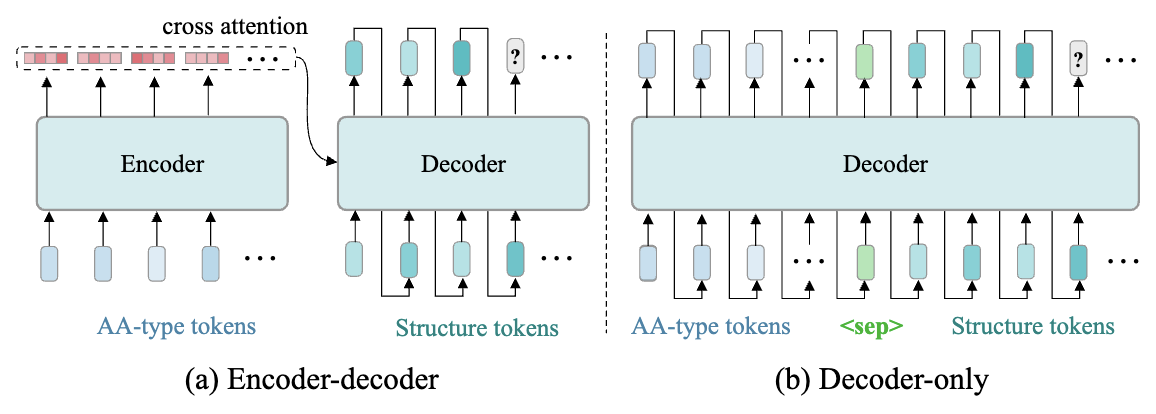 cross attention
?
Encoder
Decoder
AA-type tokens
Structure tokens
(a) Encoder-decoder
?
Decoder
AA-type tokens
<sep>
Structure tokens
(b) Decoder-only